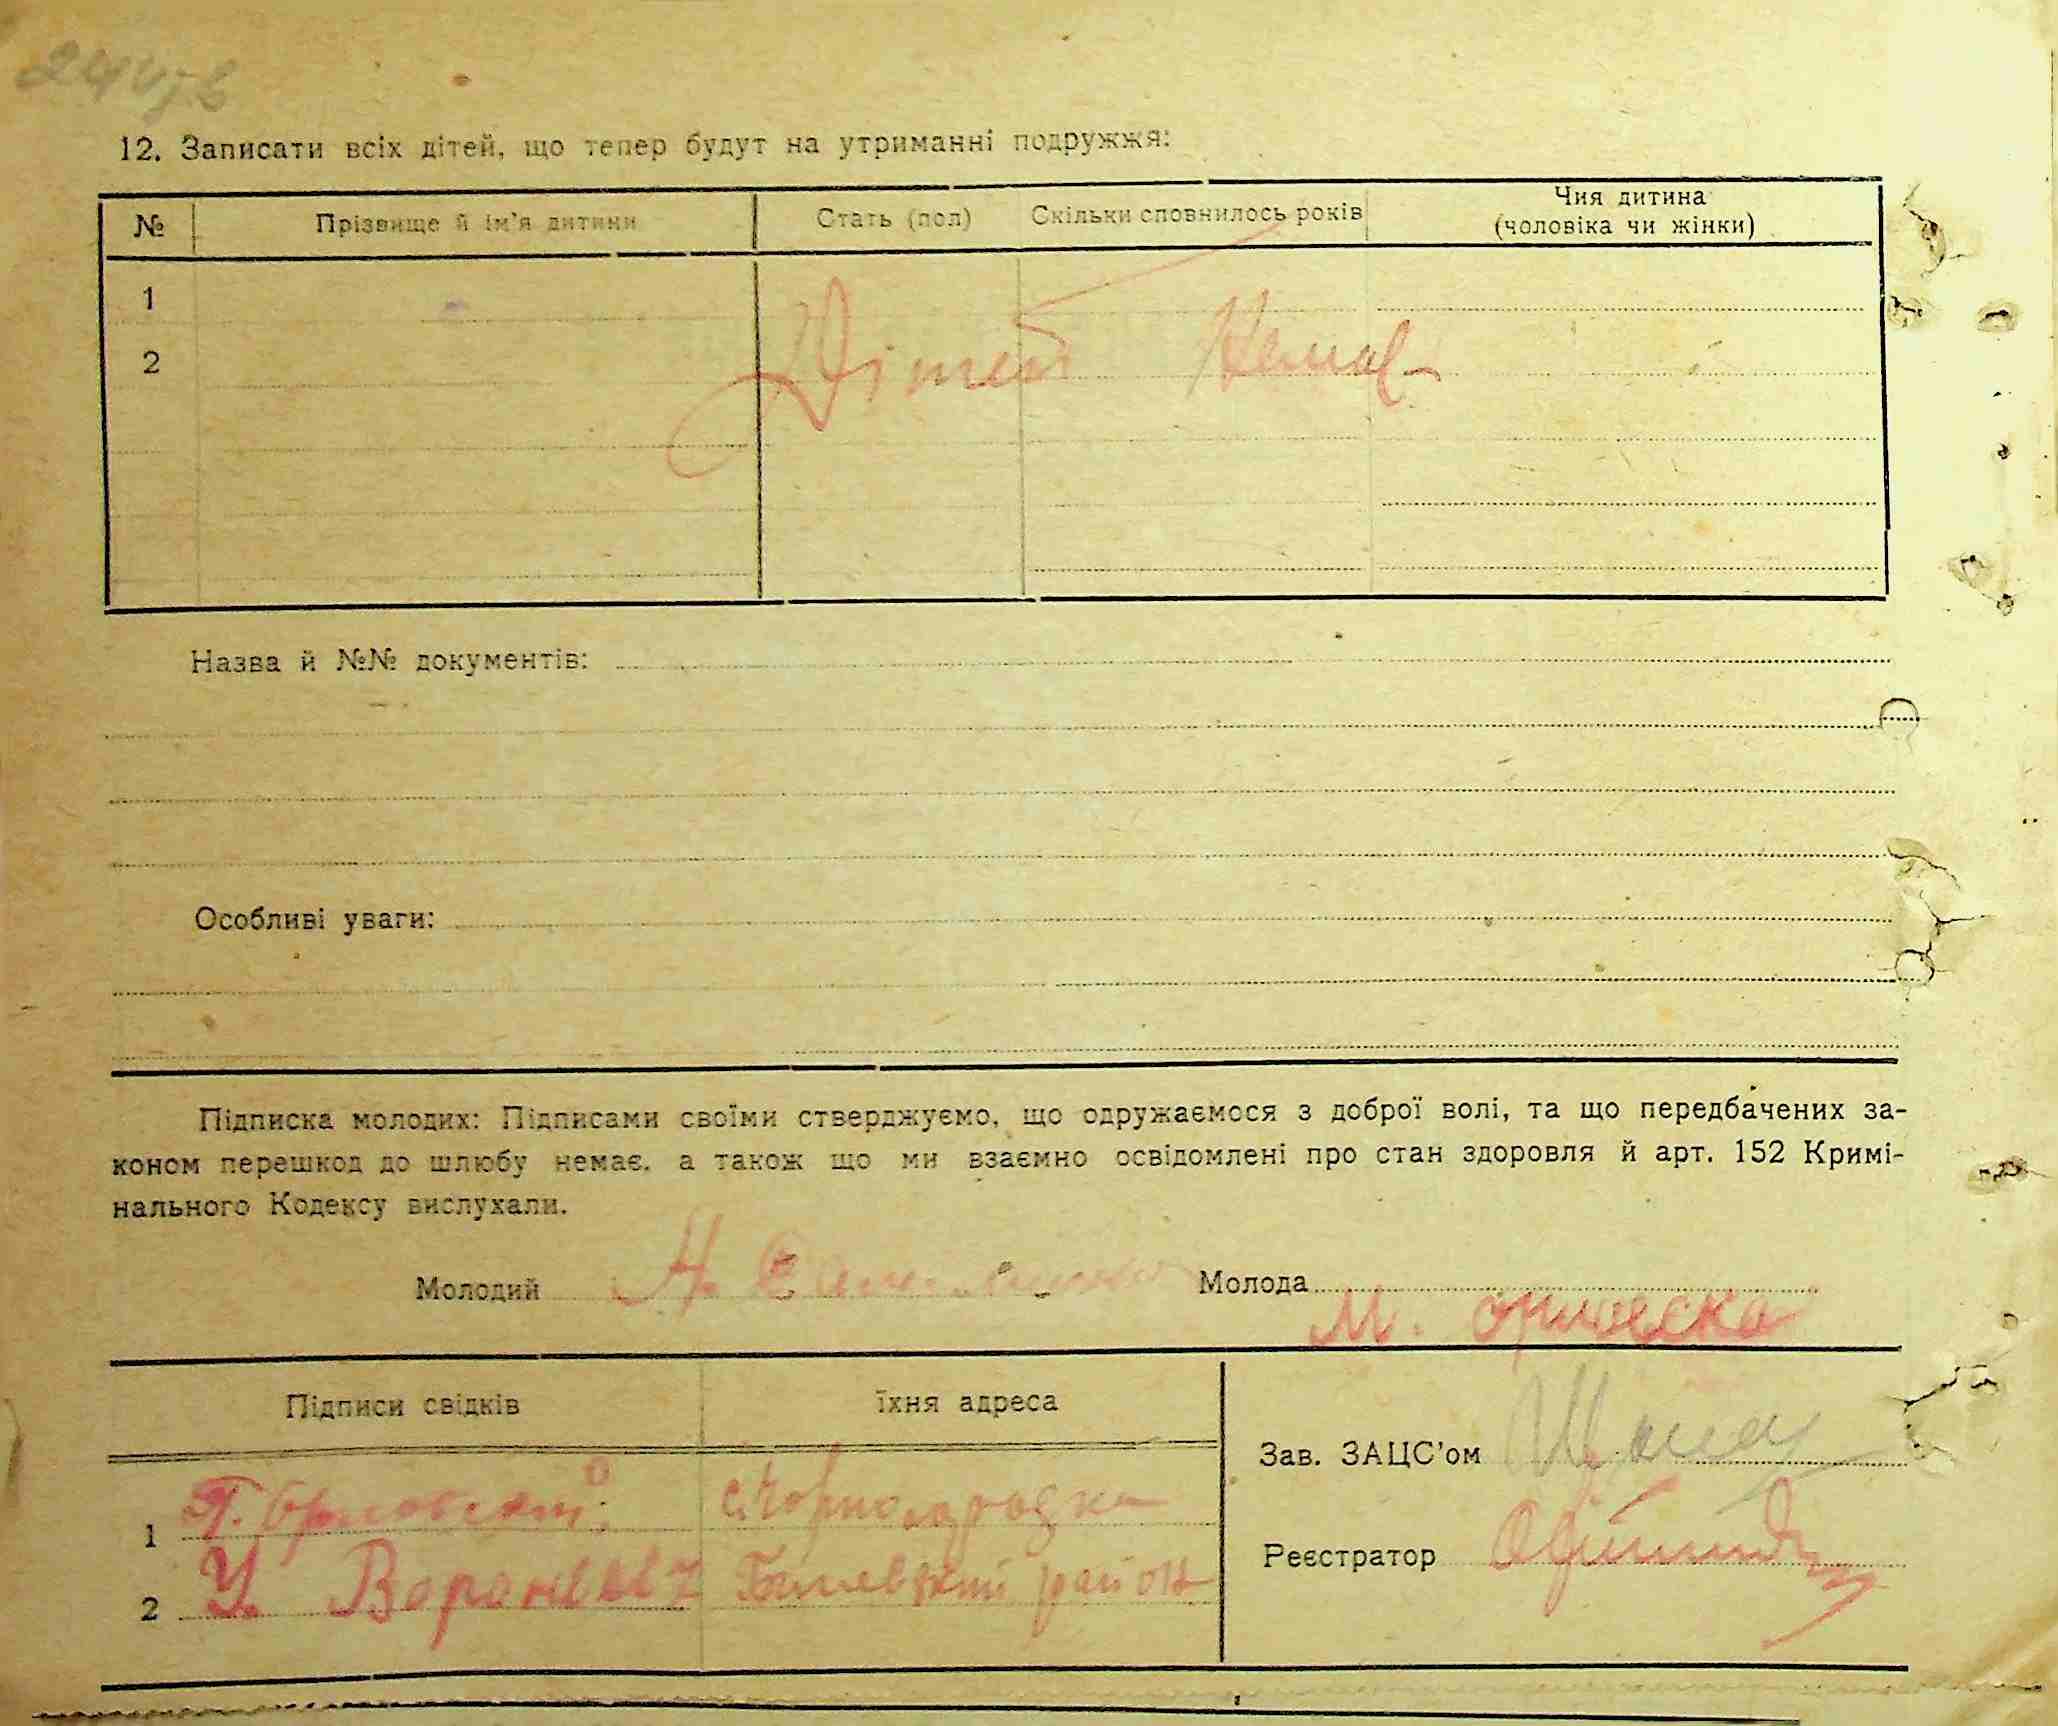 12. Записати всіх дітей, що тепер будут на утриманні подружжя:
№ Прізвище й ім'я дитини Стать (пол) Скільки сповнилось років Чия дитина
(чоловіка чи жінки)
1
2 Дітей Немає
Назва й №№ документів:
Особливі уваги:
Підписка молодих: Підписами своїми стверджуємо, що одружаємося з доброї волі, та що передбачених за-
коном перешкод до шлюбу немає, а також що ми взаємно освідомлені про стан здоровля й арт. 152 Кримі-
нального Кодексу вислухали.
Молодий Молода
М.
Підписи свідків їхня адреса
Зав. ЗАЦС'ом
1 с. Чорногородка
Реєстратор
2 район